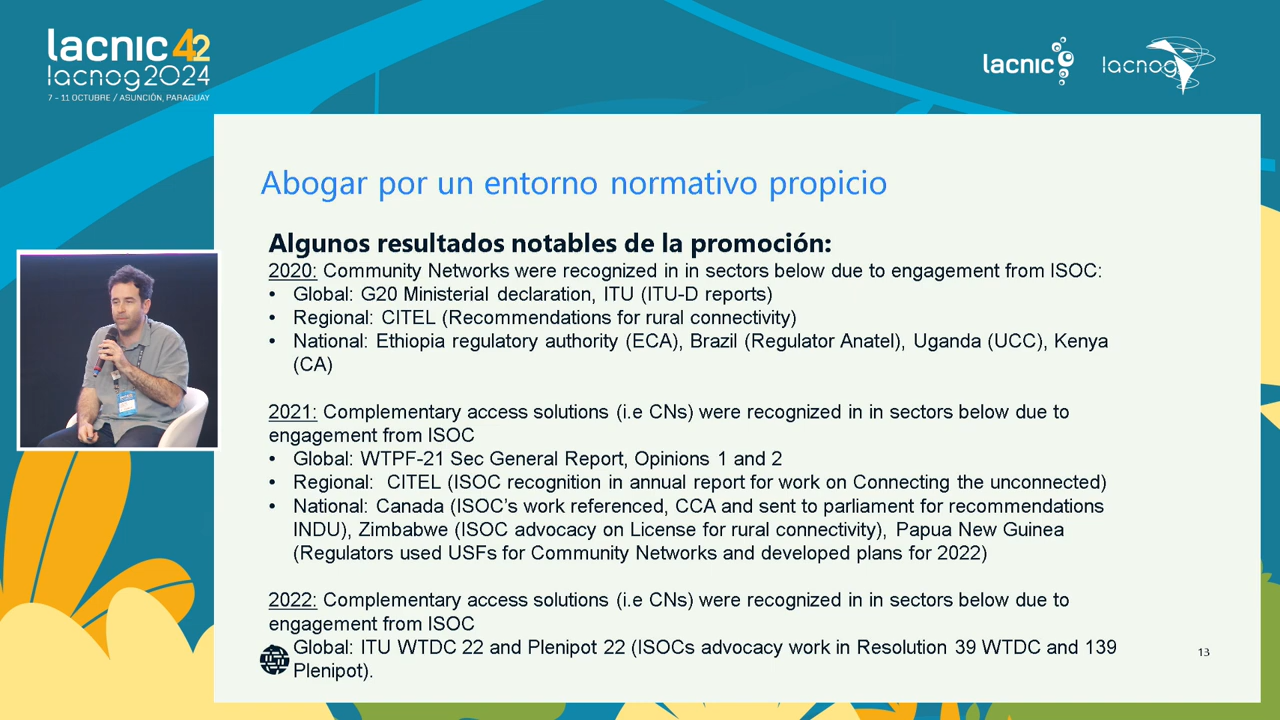 lacnic 42
lacnog2024
7 - 11 OCTUBRE / ASUNCIÓN, PARAGUAY
lacnic
lacnog
Abogar por un entorno normativo propicio
Algunos resultados notables de la promoción:
2020: Community Networks were recognized in in sectors below due to engagement from ISOC:
• Global: G20 Ministerial declaration, ITU (ITU-D reports)
• Regional: CITEL (Recommendations for rural connectivity)
• National: Ethiopia regulatory authority (ECA), Brazil (Regulator Anatel), Uganda (UCC), Kenya
(CA)
2021: Complementary access solutions (i.e CNs) were recognized in in sectors below due to
engagement from ISOC
• Global: WTPF-21 Sec General Report, Opinions 1 and 2
• Regional: CITEL (ISOC recognition in annual report for work on Connecting the unconnected)
• National: Canada (ISOC's work referenced, CCA and sent to parliament for recommendations
INDU), Zimbabwe (ISOC advocacy on License for rural connectivity), Papua New Guinea
(Regulators used USFs for Community Networks and developed plans for 2022)
2022: Complementary access solutions (i.e CNs) were recognized in in sectors below due to
engagement from ISOC
Global: ITU WTDC 22 and Plenipot 22 (ISOCs advocacy work in Resolution 39 WTDC and 139
Plenipot).
13